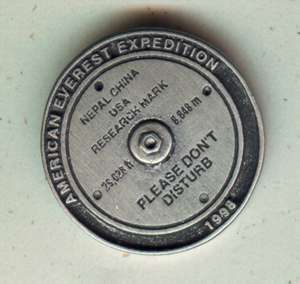 AMERICAN EVEREST EXPEDITION
NEPAL CHINA
USA
RESEARCH MARK
29,028 ft 8,848 m
PLEASE DON'T
DISTURB
1998